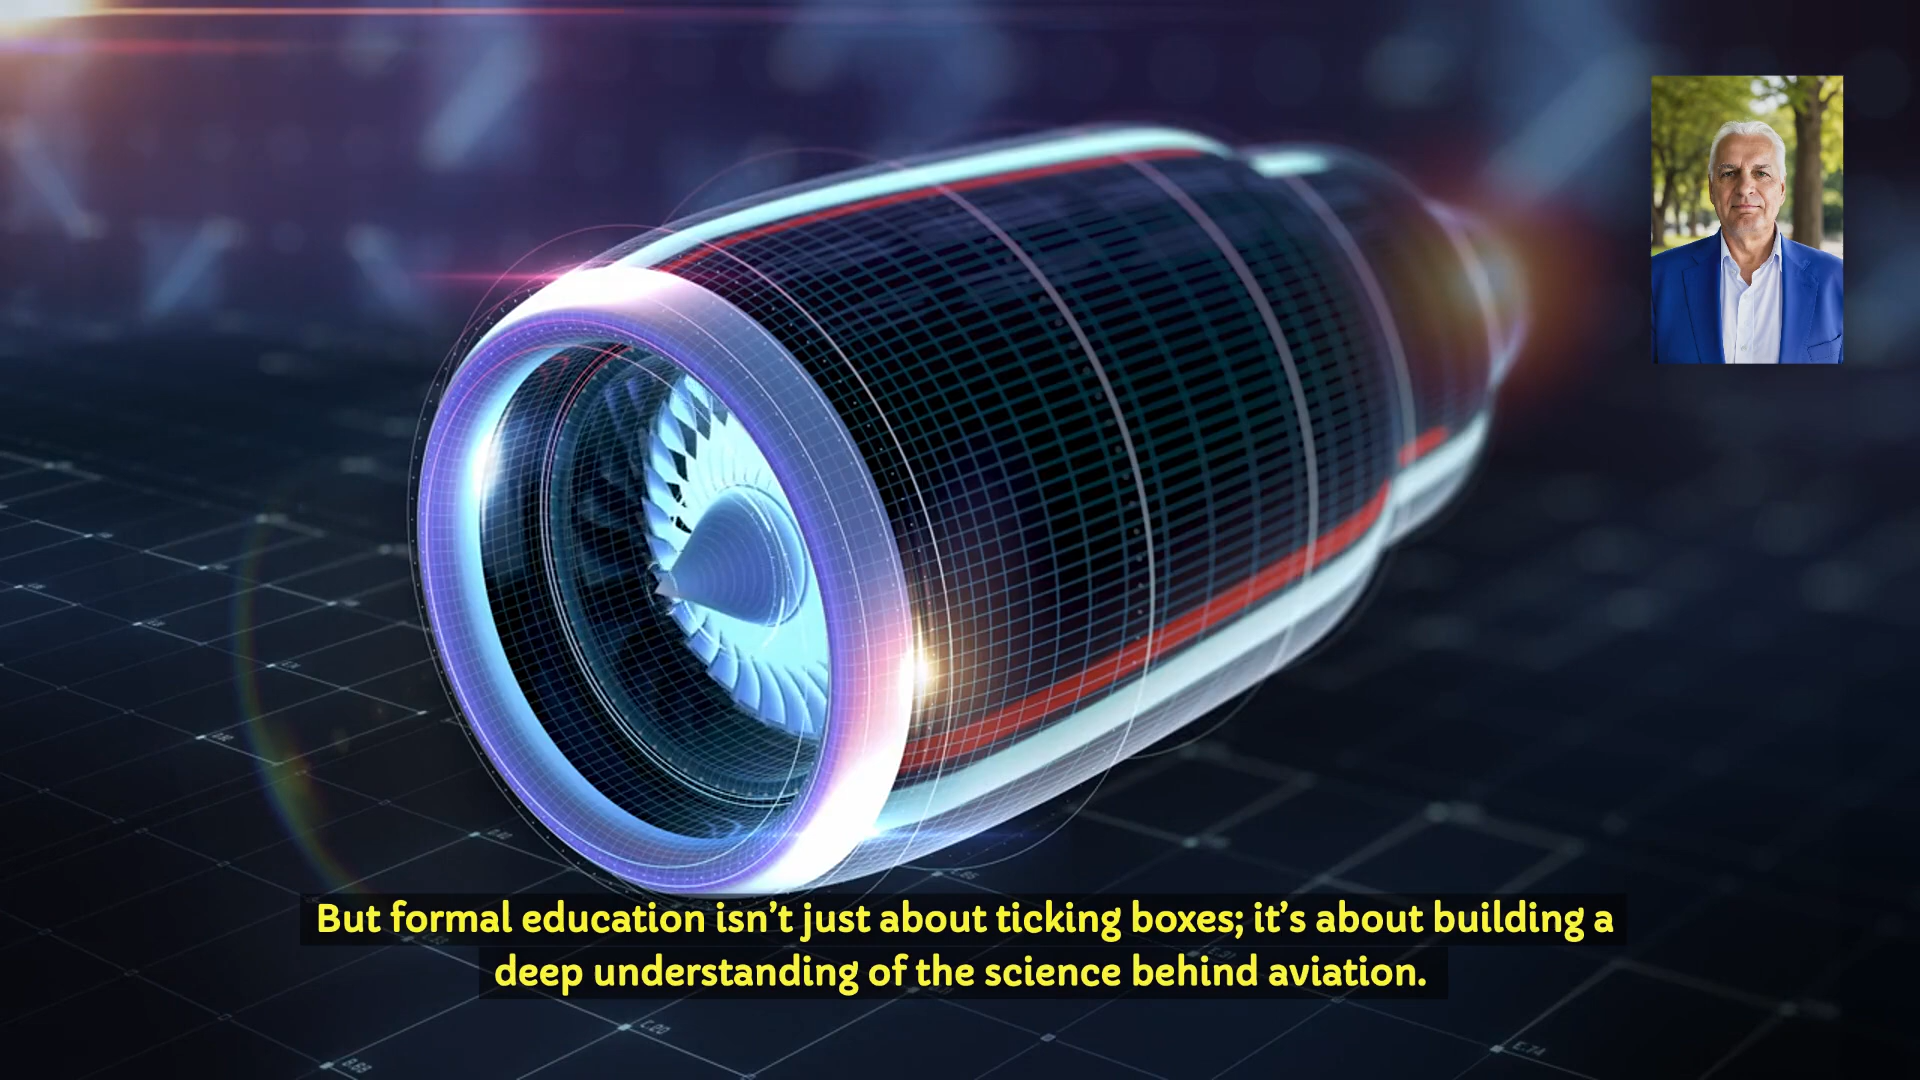 But formal education isn’t just about ticking boxes; it’s about building a
deep understanding of the science behind aviation.